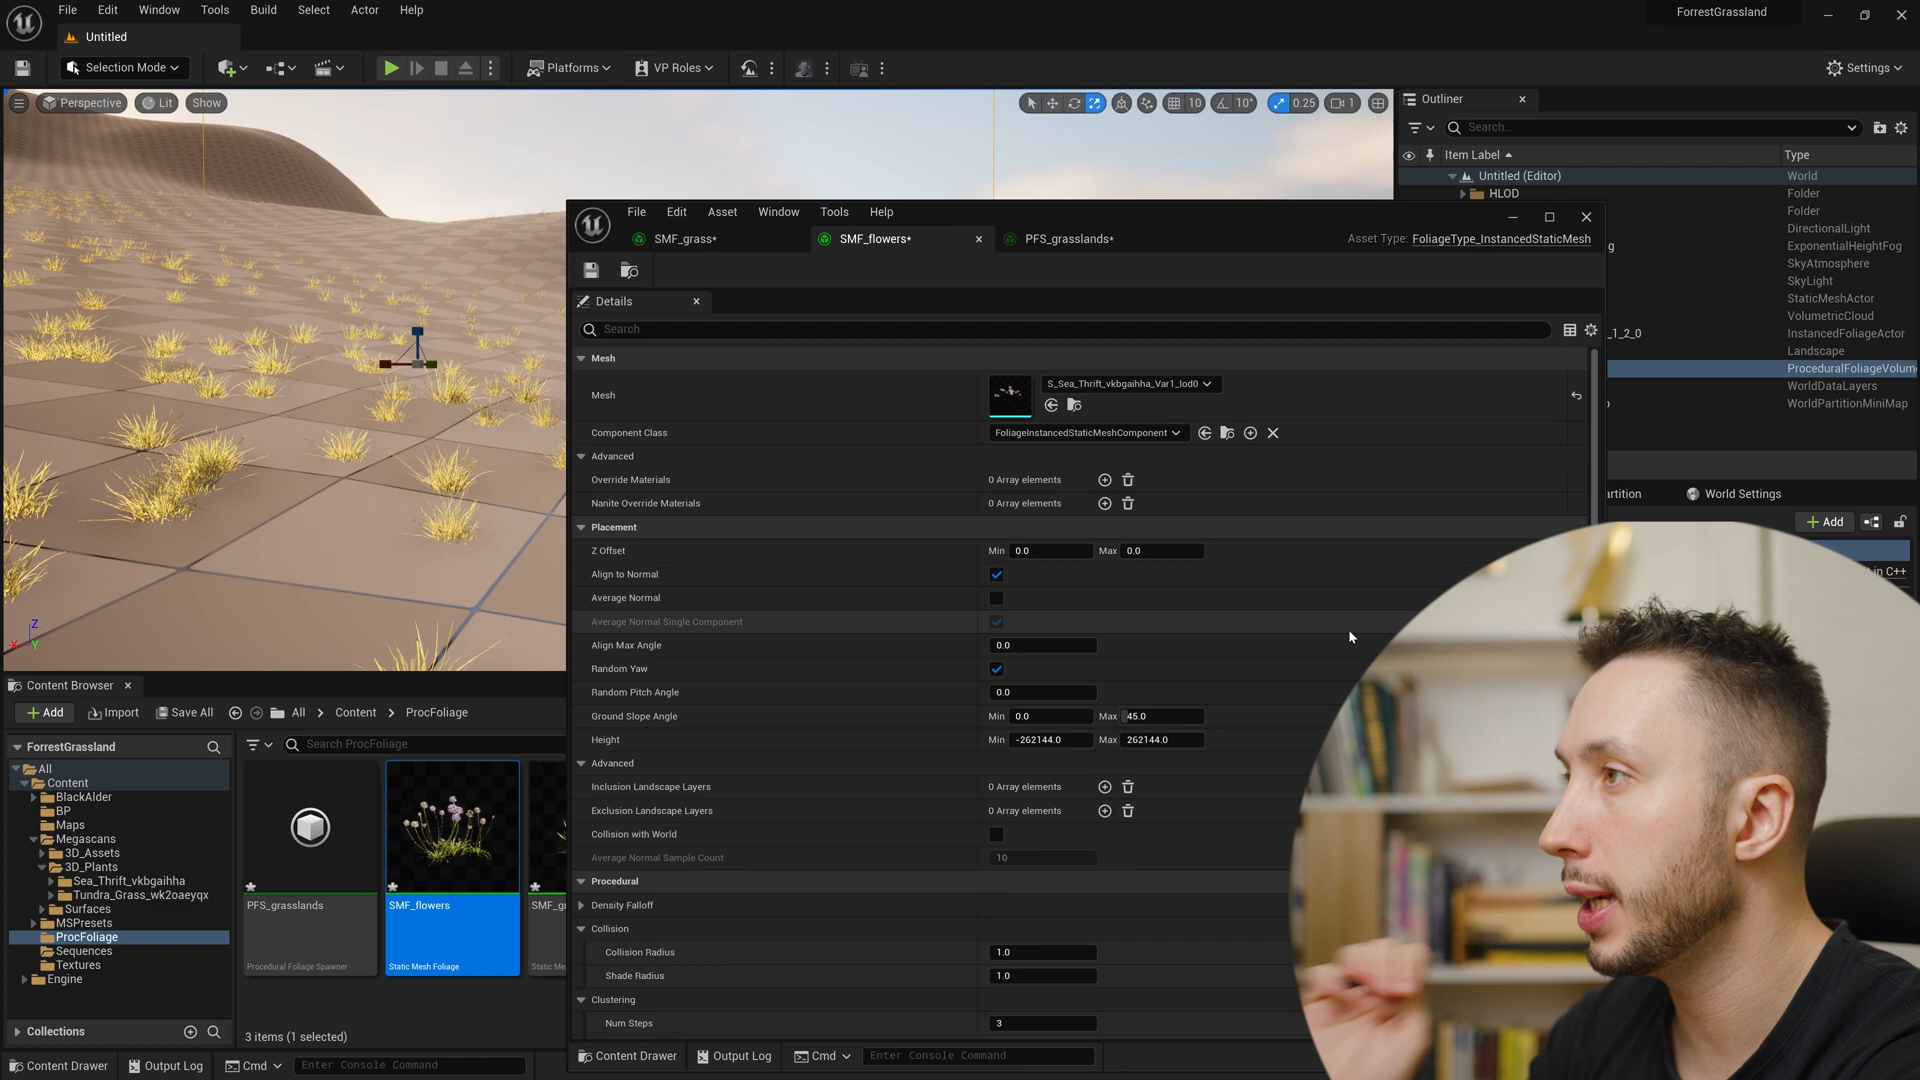 File Edit Window Tools Build Select Actor Help
ForrestGrassland
Untitled
Selection Mode
Platforms
VP Roles
Settings
Perspective
Lit
Show
10
10°
0.25
1
Outliner
Search...
Item Label
Type
Untitled (Editor)
World
HLOD
Folder
Folder
DirectionalLight
g
ExponentialHeightFog
SkyAtmosphere
SkyLight
StaticMeshActor
VolumetricCloud
_1_2_0
InstancedFoliageActor
Landscape
ProceduralFoliageVolum
WorldDataLayers
WorldPartitionMiniMap
artition
World Settings
Add
in C++
File Edit Asset Window Tools Help
SMF_grass*
SMF_flowers*
PFS_grasslands*
Asset Type: FoliageType_InstancedStaticMesh
Details
Search
Mesh
Mesh
S_Sea_Thrift_vkbgaihha_Var1_lod0
Component Class
FoliageInstancedStaticMeshComponent
Advanced
Override Materials
0 Array elements
Nanite Override Materials
0 Array elements
Placement
Z Offset
Min 0.0 Max 0.0
Align to Normal
Average Normal
Average Normal Single Component
Align Max Angle
0.0
Random Yaw
Random Pitch Angle
0.0
Ground Slope Angle
Min 0.0 Max 45.0
Height
Min -262144.0 Max 262144.0
Advanced
Inclusion Landscape Layers
0 Array elements
Exclusion Landscape Layers
0 Array elements
Collision with World
Average Normal Sample Count
10
Procedural
Density Falloff
Collision
Collision Radius
1.0
Shade Radius
1.0
Clustering
Num Steps
3
Content Drawer
Output Log
Cmd
Enter Console Command
X
Y
Z
Content Browser
Add
Import
Save All
All
Content
ProcFoliage
ForrestGrassland
Search ProcFoliage
All
Content
BlackAlder
BP
Maps
Megascans
3D_Assets
3D_Plants
Sea_Thrift_vkbgaihha
Tundra_Grass_wk2oaeyqx
Surfaces
MSPresets
ProcFoliage
Sequences
Textures
Engine
PFS_grasslands
Procedural Foliage Spawner
SMF_flowers
Static Mesh Foliage
SMF_gr
Static Me
Collections
3 items (1 selected)
Content Drawer
Output Log
Cmd
Enter Console Command